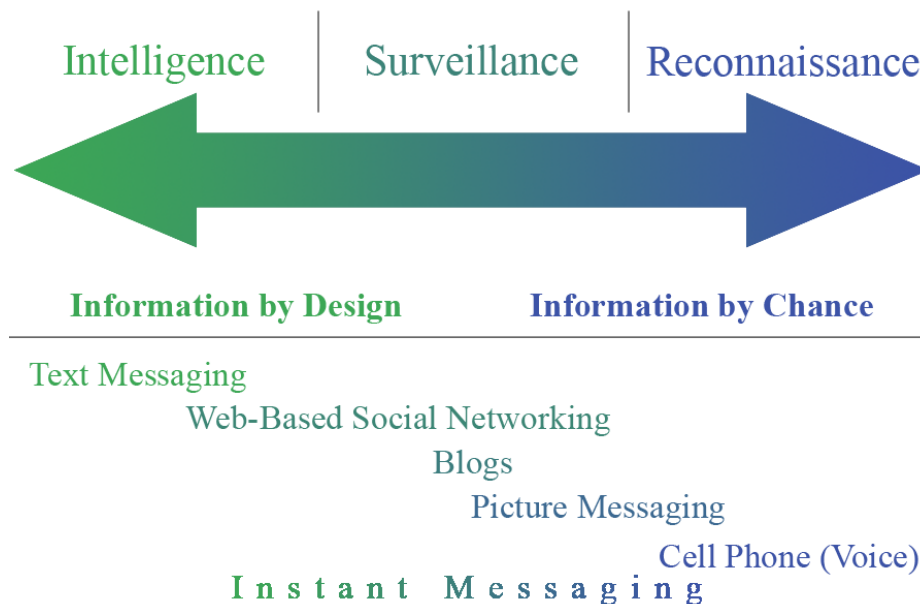 Intelligence
Surveillance
Reconnaissance
Information by Design
Information by Chance
Text Messaging
Web-Based Social Networking
Blogs
Picture Messaging
Cell Phone (Voice)
Instant Messaging